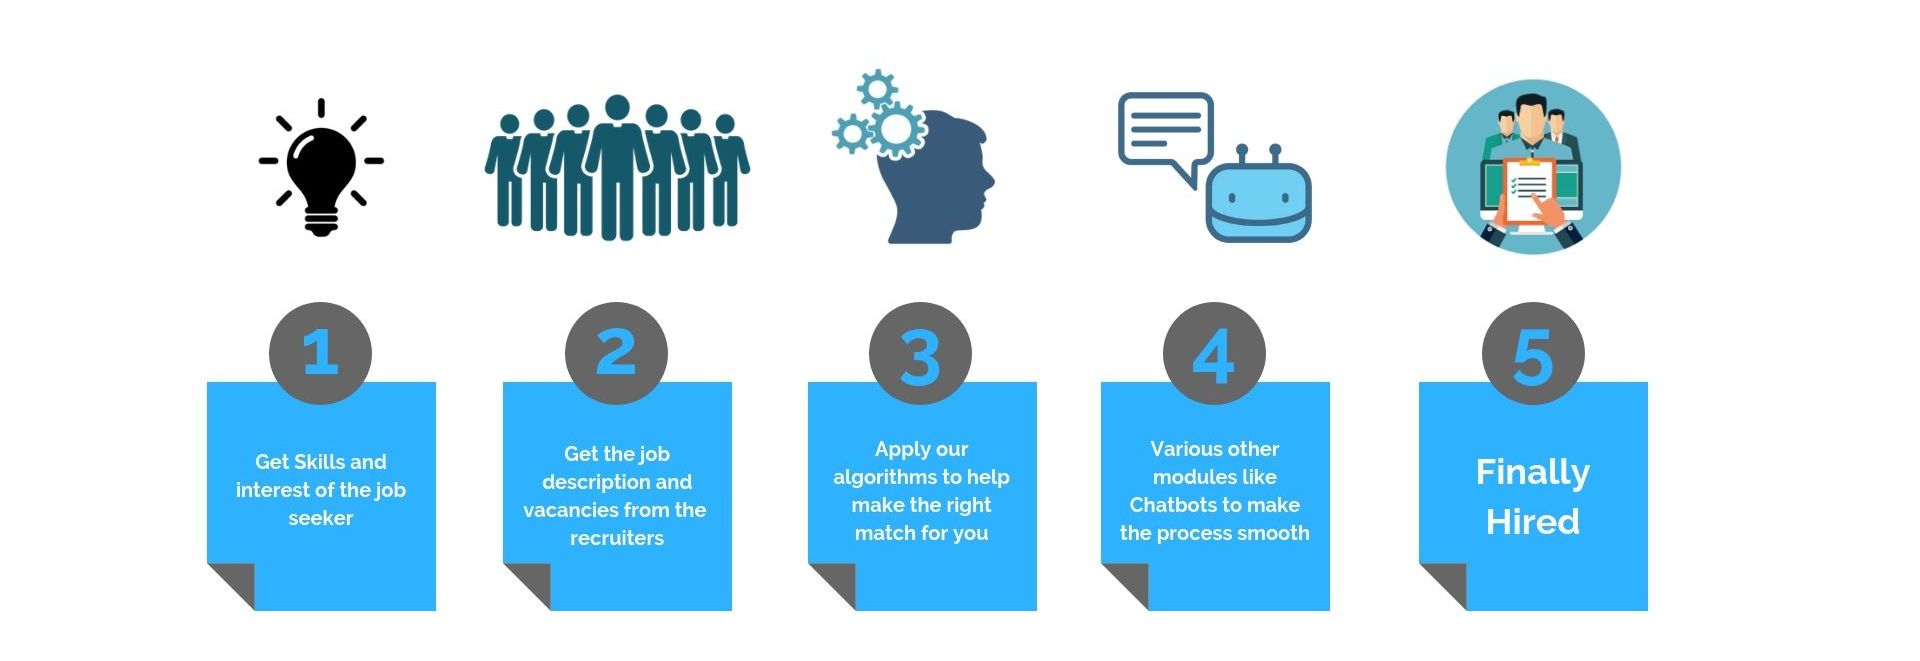 1
Get Skills and
interest of the job
seeker
2
Get the job
description and
vacancies from the
recruiters
3
Apply our
algorithms to help
make the right
match for you
4
Various other
modules like
Chatbots to make
the process smooth
5
Finally
Hired